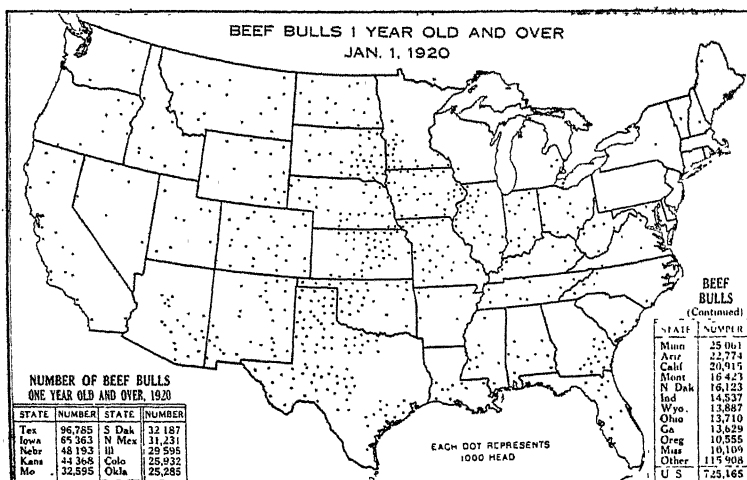 BEEF BULLS 1 YEAR OLD AND OVER
JAN. 1, 1920
NUMBER OF BEEF BULLS
ONE YEAR OLD AND OVER, 1920
STATE NUMBER STATE NUMBER
Tex 96,785 S Dak 32 187
Iowa 65 363 N Mex 31,231
Nebr 48 193 Ill 29 595
Kans 44 368 Colo 25,932
Mo . 32,595 Okla 25,285
EACH DOT REPRESENTS
1000 HEAD
BEEF
BULLS
(Continued)
STATE NUMBER
Minn 25 061
Ariz 22,774
Calif 20,915
Mont 16 423
N Dak 16,123
Ind 14,537
Wyo. 13,887
Ohio 13,710
Ga 13,629
Oreg 10,555
Miss 10,109
Other 115 908
U S 725,165